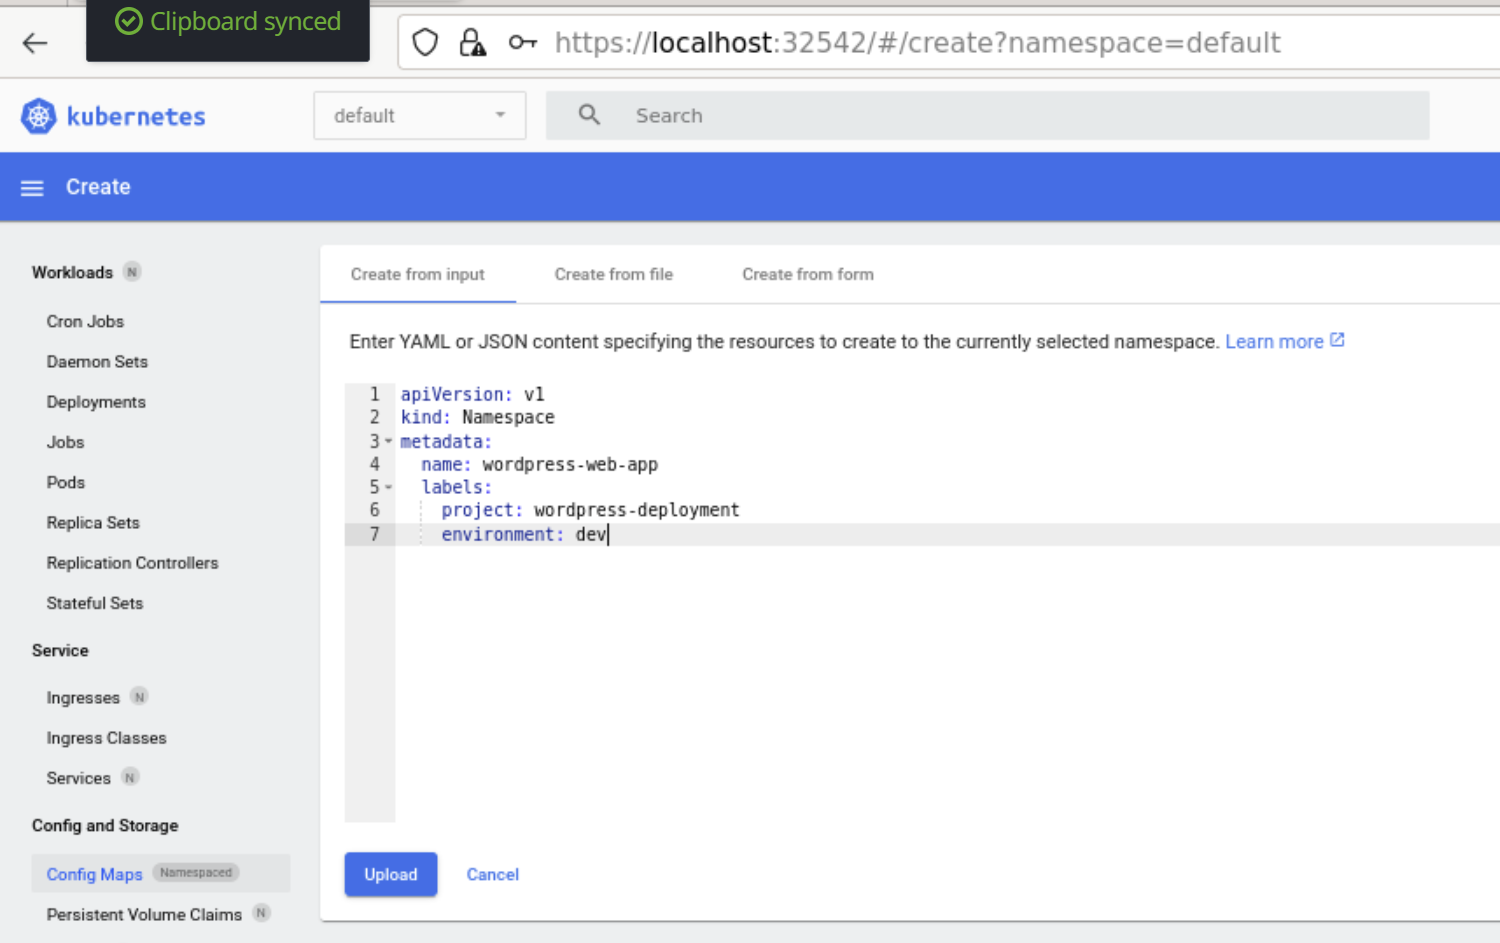 Clipboard synced
https://localhost:32542/#/create?namespace=default
kubernetes
default
Search
Create
Workloads N
Cron Jobs
Daemon Sets
Deployments
Jobs
Pods
Replica Sets
Replication Controllers
Stateful Sets
Service
Ingresses N
Ingress Classes
Services N
Config and Storage
Config Maps Namespaced
Persistent Volume Claims N
Create from input
Create from file
Create from form
Enter YAML or JSON content specifying the resources to create to the currently selected namespace. Learn more
1 apiVersion: v1
2 kind: Namespace
3 metadata:
4 name: wordpress-web-app
5 labels:
6 project: wordpress-deployment
7 environment: dev
Upload
Cancel